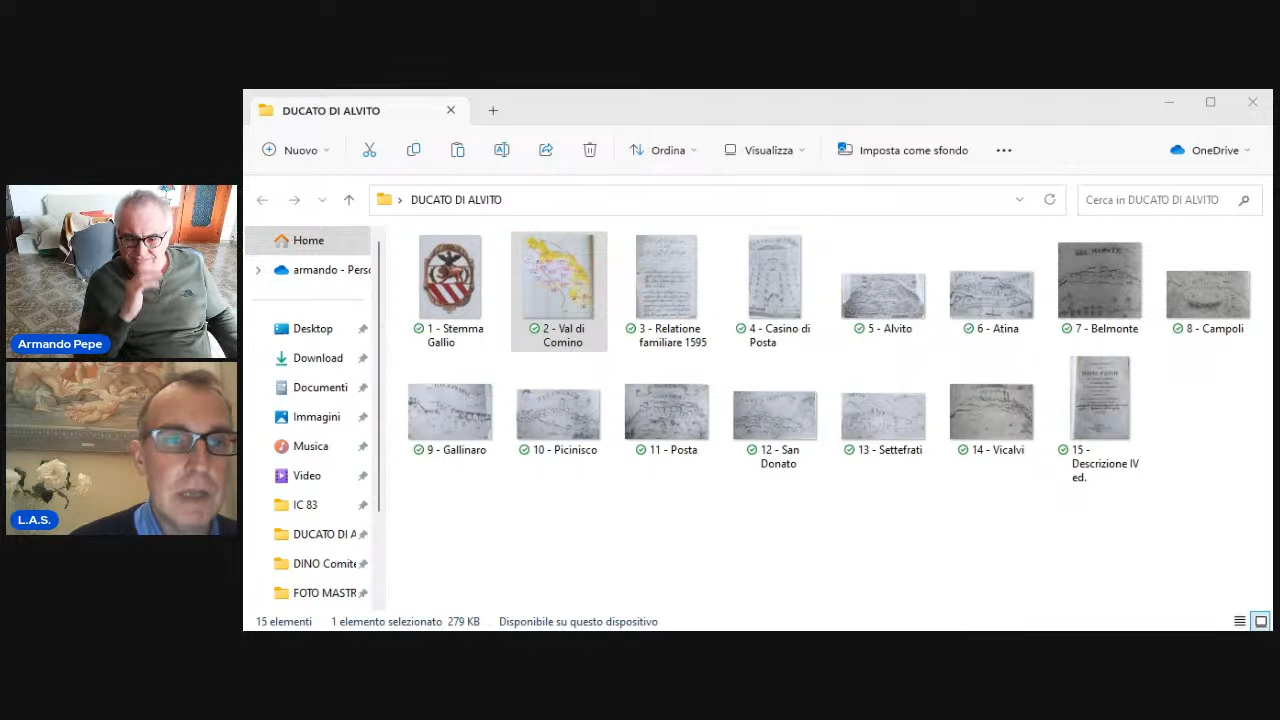 DUCATO DI ALVITO
Nuovo
Ordina
Visualizza
Imposta come sfondo
OneDrive
DUCATO DI ALVITO
Cerca in DUCATO DI ALVITO
Home
armando - Perso
Desktop
Download
Documenti
Immagini
Musica
Video
IC 83
DUCATO DI A
DINO Comite
FOTO MASTR
1 - Stemma
Gallio
2 - Val di
Comino
3 - Relatione
familiare 1595
4 - Casino di
Posta
5 - Alvito
6 - Atina
BEL MONTE
7 - Belmonte
8 - Campoli
9 - Gallinaro
10 - Picinisco
11 - Posta
12 - San
Donato
13 - Settefrati
14 - Vicalvi
15 -
Descrizione IV
ed.
15 elementi
1 elemento selezionato 279 KB
Disponibile su questo dispositivo
Armando Pepe
L.A.S.